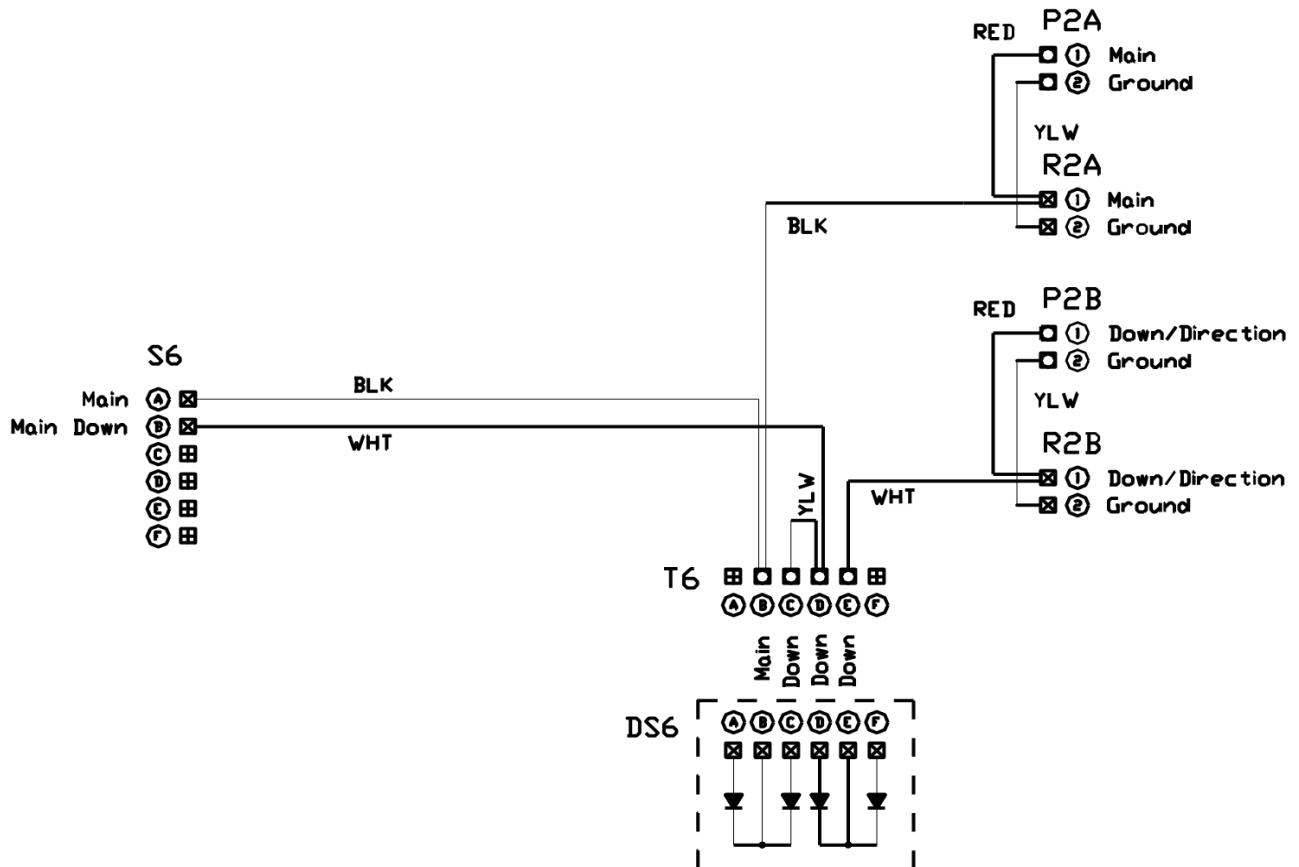 P2A
RED
1 Main
2 Ground
YLW
R2A
1 Main
BLK
2 Ground
P2B
RED
1 Down/Direction
2 Ground
YLW
R2B
1 Down/Direction
WHT
2 Ground
S6
BLK
Main A
Main Down B
WHT
C
D
E
F
YLW
T6
A B C D E F
Main Down Down Down
DS6
A B C D E F